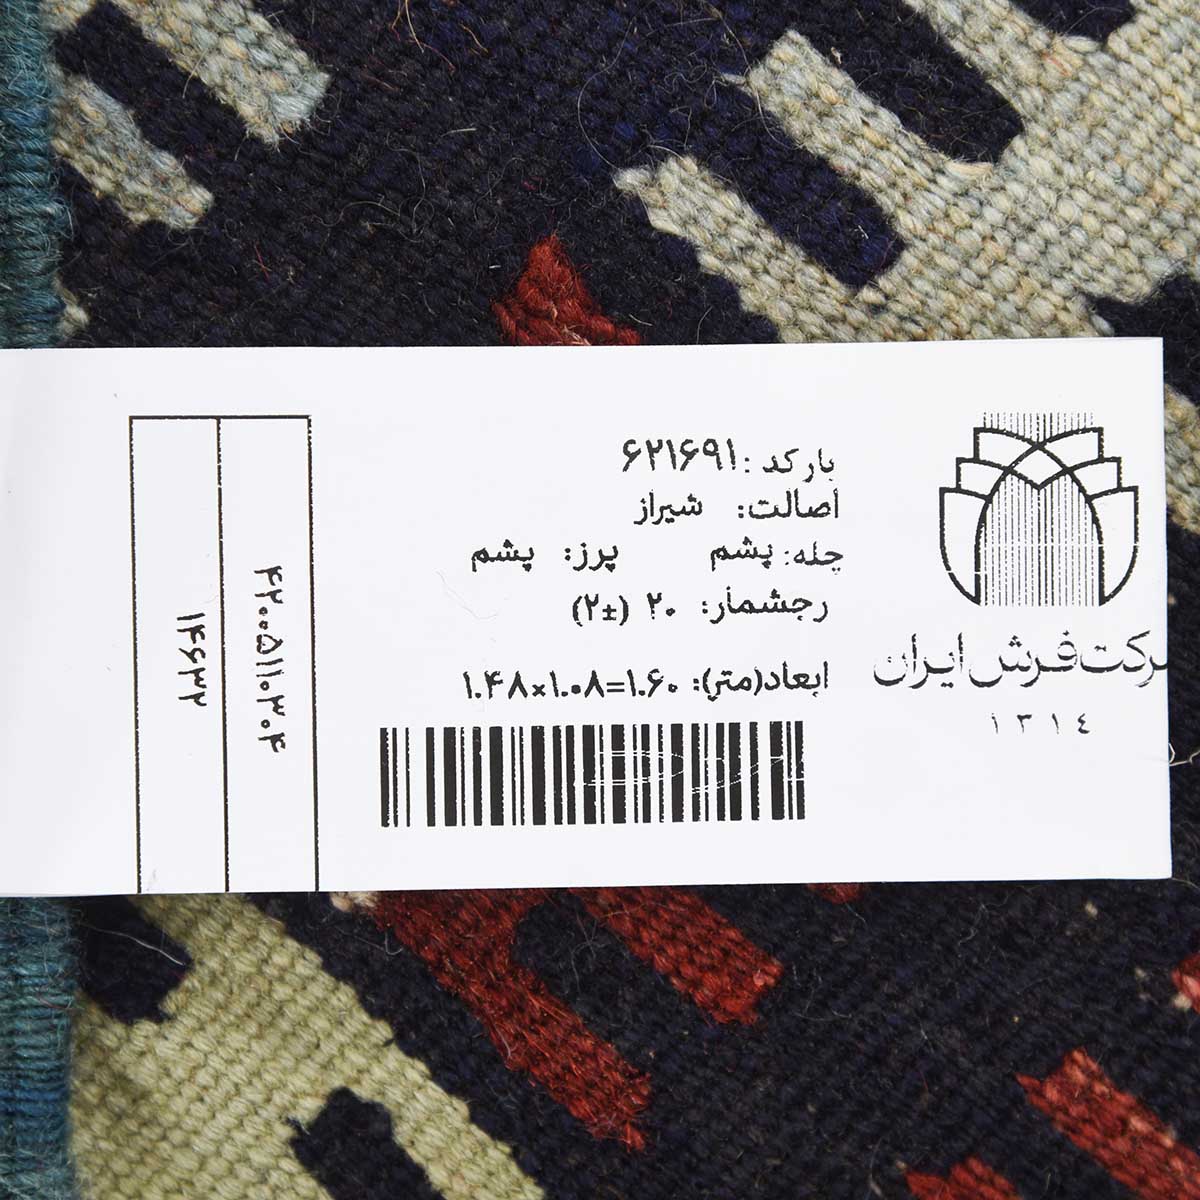 بارکد: ۶۲۱۶۹۱
اصالت: شیراز
چله: پشم پرز: پشم
رجشمار: ۲۰ (±۲)
ابعاد(متر): ۱.۴۸×۱.۰۸=۱.۶۰
رکت فرش ایران
١٣١٤
۴۲۰۰۵۱۱۰۳۰۴
۱۴۶۳۲